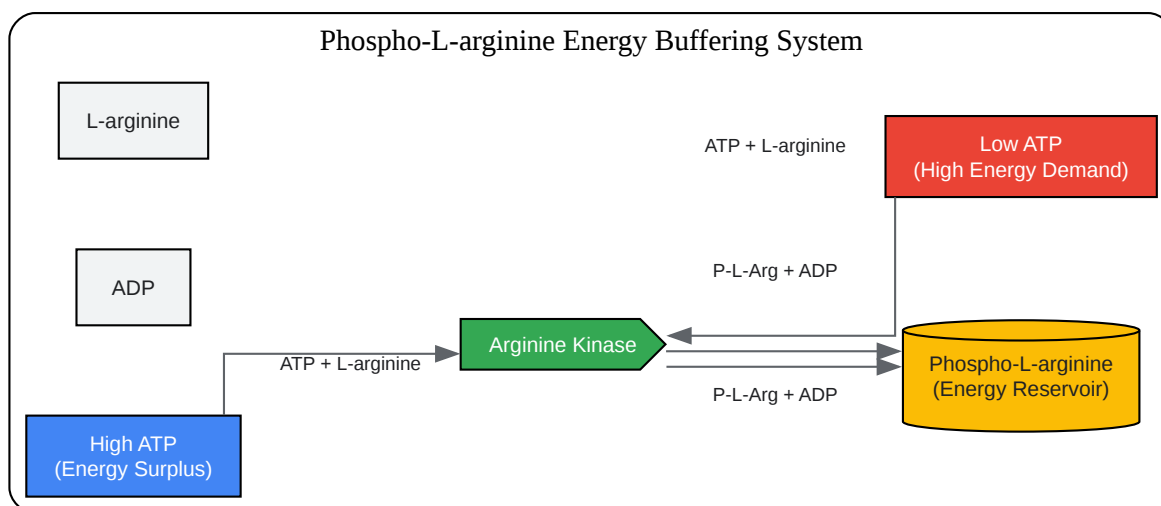 Phospho-L-arginine Energy Buffering System
L-arginine
ATP + L-arginine
Low ATP
(High Energy Demand)
ADP
P-L-Arg + ADP
Arginine Kinase
ATP + L-arginine
Phospho-L-arginine
(Energy Reservoir)
P-L-Arg + ADP
High ATP
(Energy Surplus)